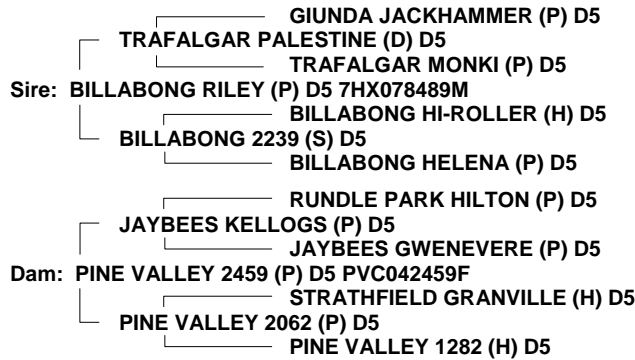 GIUNDA JACKHAMMER (P) D5
TRAFALGAR PALESTINE (D) D5
TRAFALGAR MONKI (P) D5
Sire: BILLABONG RILEY (P) D5 7HX078489M
BILLABONG HI-ROLLER (H) D5
BILLABONG 2239 (S) D5
BILLABONG HELENA (P) D5
RUNDLE PARK HILTON (P) D5
JAYBEES KELLOGS (P) D5
JAYBEES GWENEVERE (P) D5
Dam: PINE VALLEY 2459 (P) D5 PVC042459F
STRATHFIELD GRANVILLE (H) D5
PINE VALLEY 2062 (P) D5
PINE VALLEY 1282 (H) D5